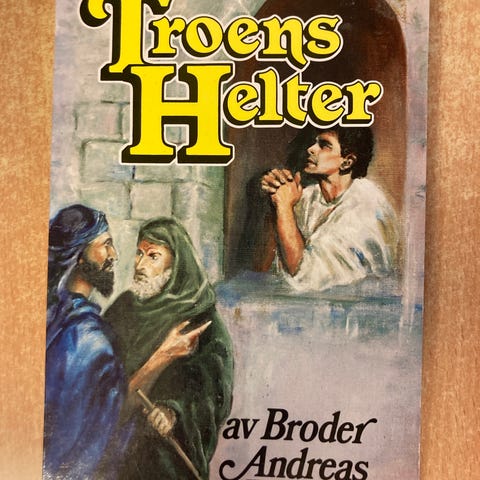 Troens
Helter
av Broder
Andreas